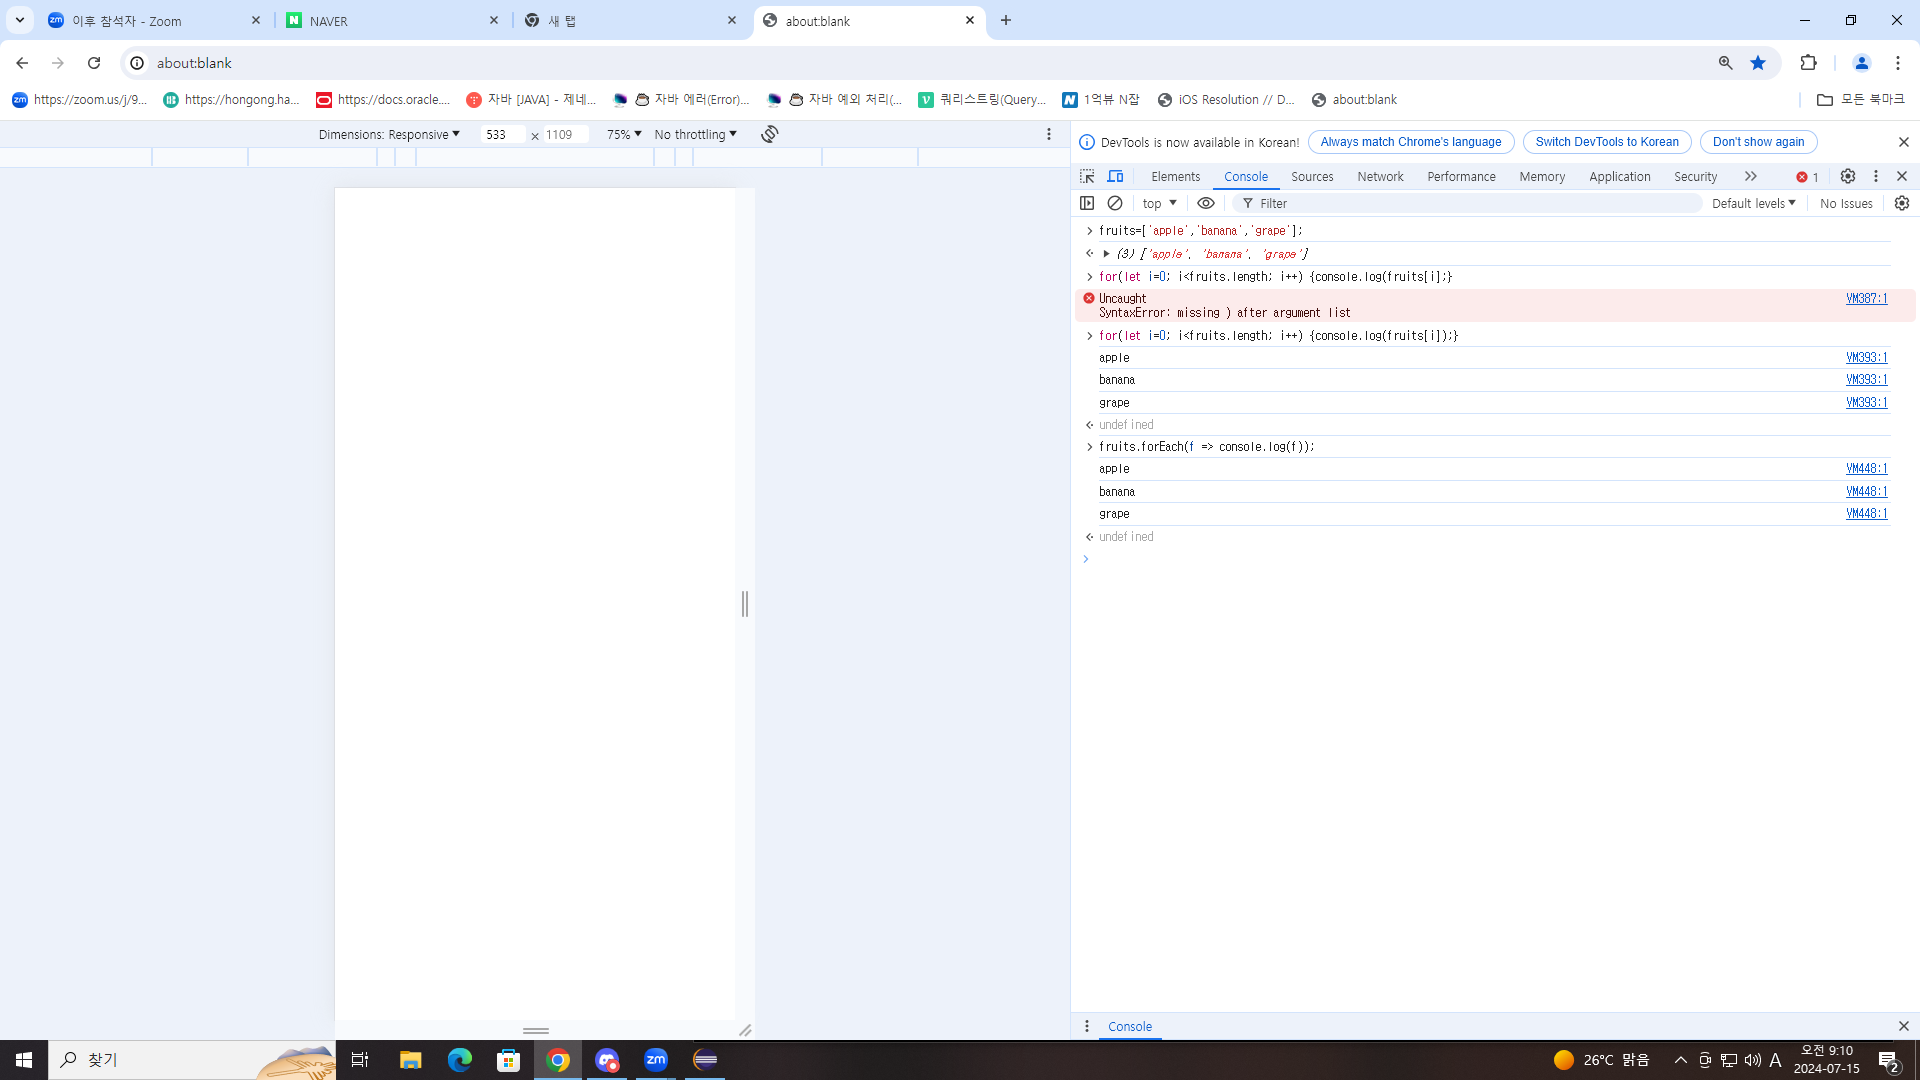 이후 참석자 - Zoom
NAVER
새 탭
about:blank
about:blank
https://zoom.us/j/9...
https://hongong.ha...
https://docs.oracle....
자바 [JAVA] - 제네...
자바 에러(Error)...
자바 예외 처리(...
쿼리스트링(Query...
1억뷰 N잡
iOS Resolution // D...
about:blank
모든 북마크
Dimensions: Responsive
533 × 1109
75%
No throttling
DevTools is now available in Korean!
Always match Chrome's language
Switch DevTools to Korean
Don't show again
Elements
Console
Sources
Network
Performance
Memory
Application
Security
1
top
Filter
Default levels
No Issues
fruits=['apple','banana','grape'];
(3) ['apple', 'banana', 'grape']
for(let i=0; i<fruits.length; i++) {console.log(fruits[i];}
Uncaught VM387:1
SyntaxError: missing ) after argument list
for(let i=0; i<fruits.length; i++) {console.log(fruits[i]);}
apple VM393:1
banana VM393:1
grape VM393:1
undefined
fruits.forEach(f => console.log(f));
apple VM448:1
banana VM448:1
grape VM448:1
undefined
Console
찾기
zm
26°C 맑음
A
오전 9:10
2024-07-15
2